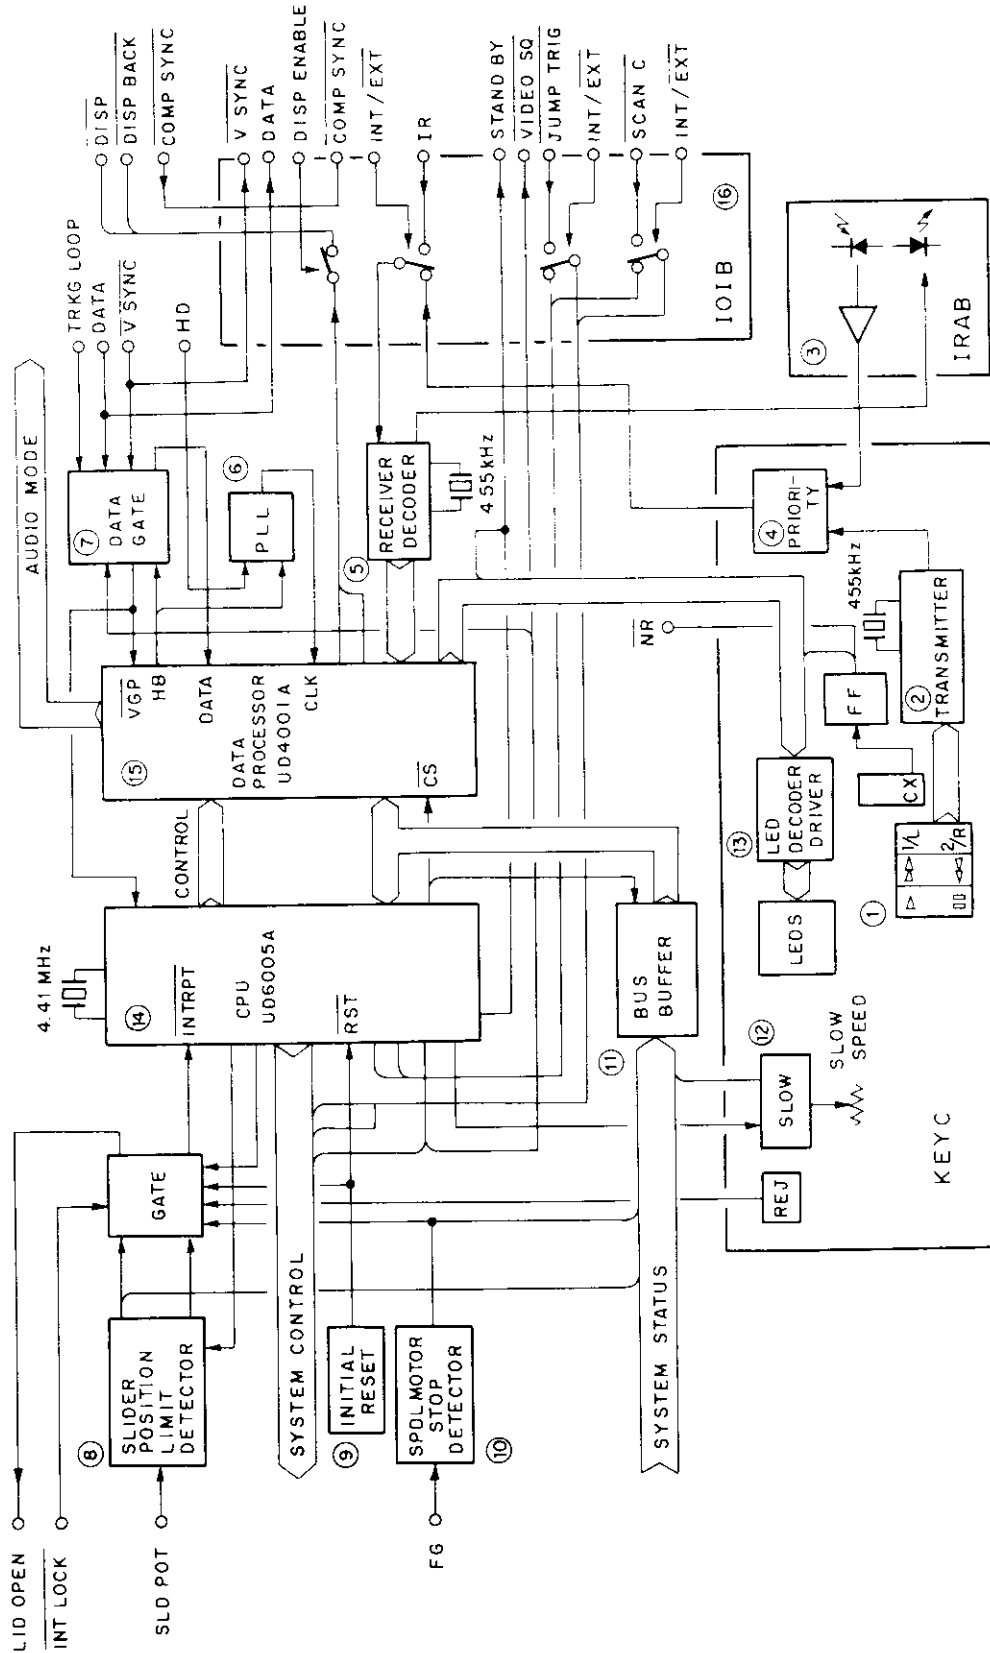 LID OPEN
INT LOCK
SLD POT
FG
⑧
SLIDER
POSITION
LIMIT
DETECTOR
SYSTEM CONTROL
⑨
INITIAL
RESET
SPDLMOTOR
STOP
DETECTOR
⑩
SYSTEM STATUS
GATE
4.41 MHz
⑭
INTRPT
CPU
UD6005A
RST
⑪
BUS
BUFFER
⑫
SLOW
SLOW
SPEED
REJ
KEYC
CONTROL
AUDIO MODE
⑮
VGP
HB
DATA
DATA
PROCESSOR
UD4001A
CLK
CS
⑦
DATA
GATE
⑥
PLL
⑤
RECEIVER
DECODER
455kHz
TRKG LOOP
DATA
V SYNC
HD
DISP
DISP BACK
COMP SYNC
V SYNC
DATA
DISP ENABLE
COMP SYNC
INT/EXT
IR
STAND BY
VIDEO SQ
JUMP TRIG
INT/EXT
SCAN C
INT/EXT
⑯
IOIB
③
IRAB
④
PRIORI-
TY
455kHz
②
TRANSMITTER
NR
FF
CX
⑬
LED
DECODER
DRIVER
LEDS
①
▷ ▷▷ 1/L
▯▯ ◁◁ 2/R